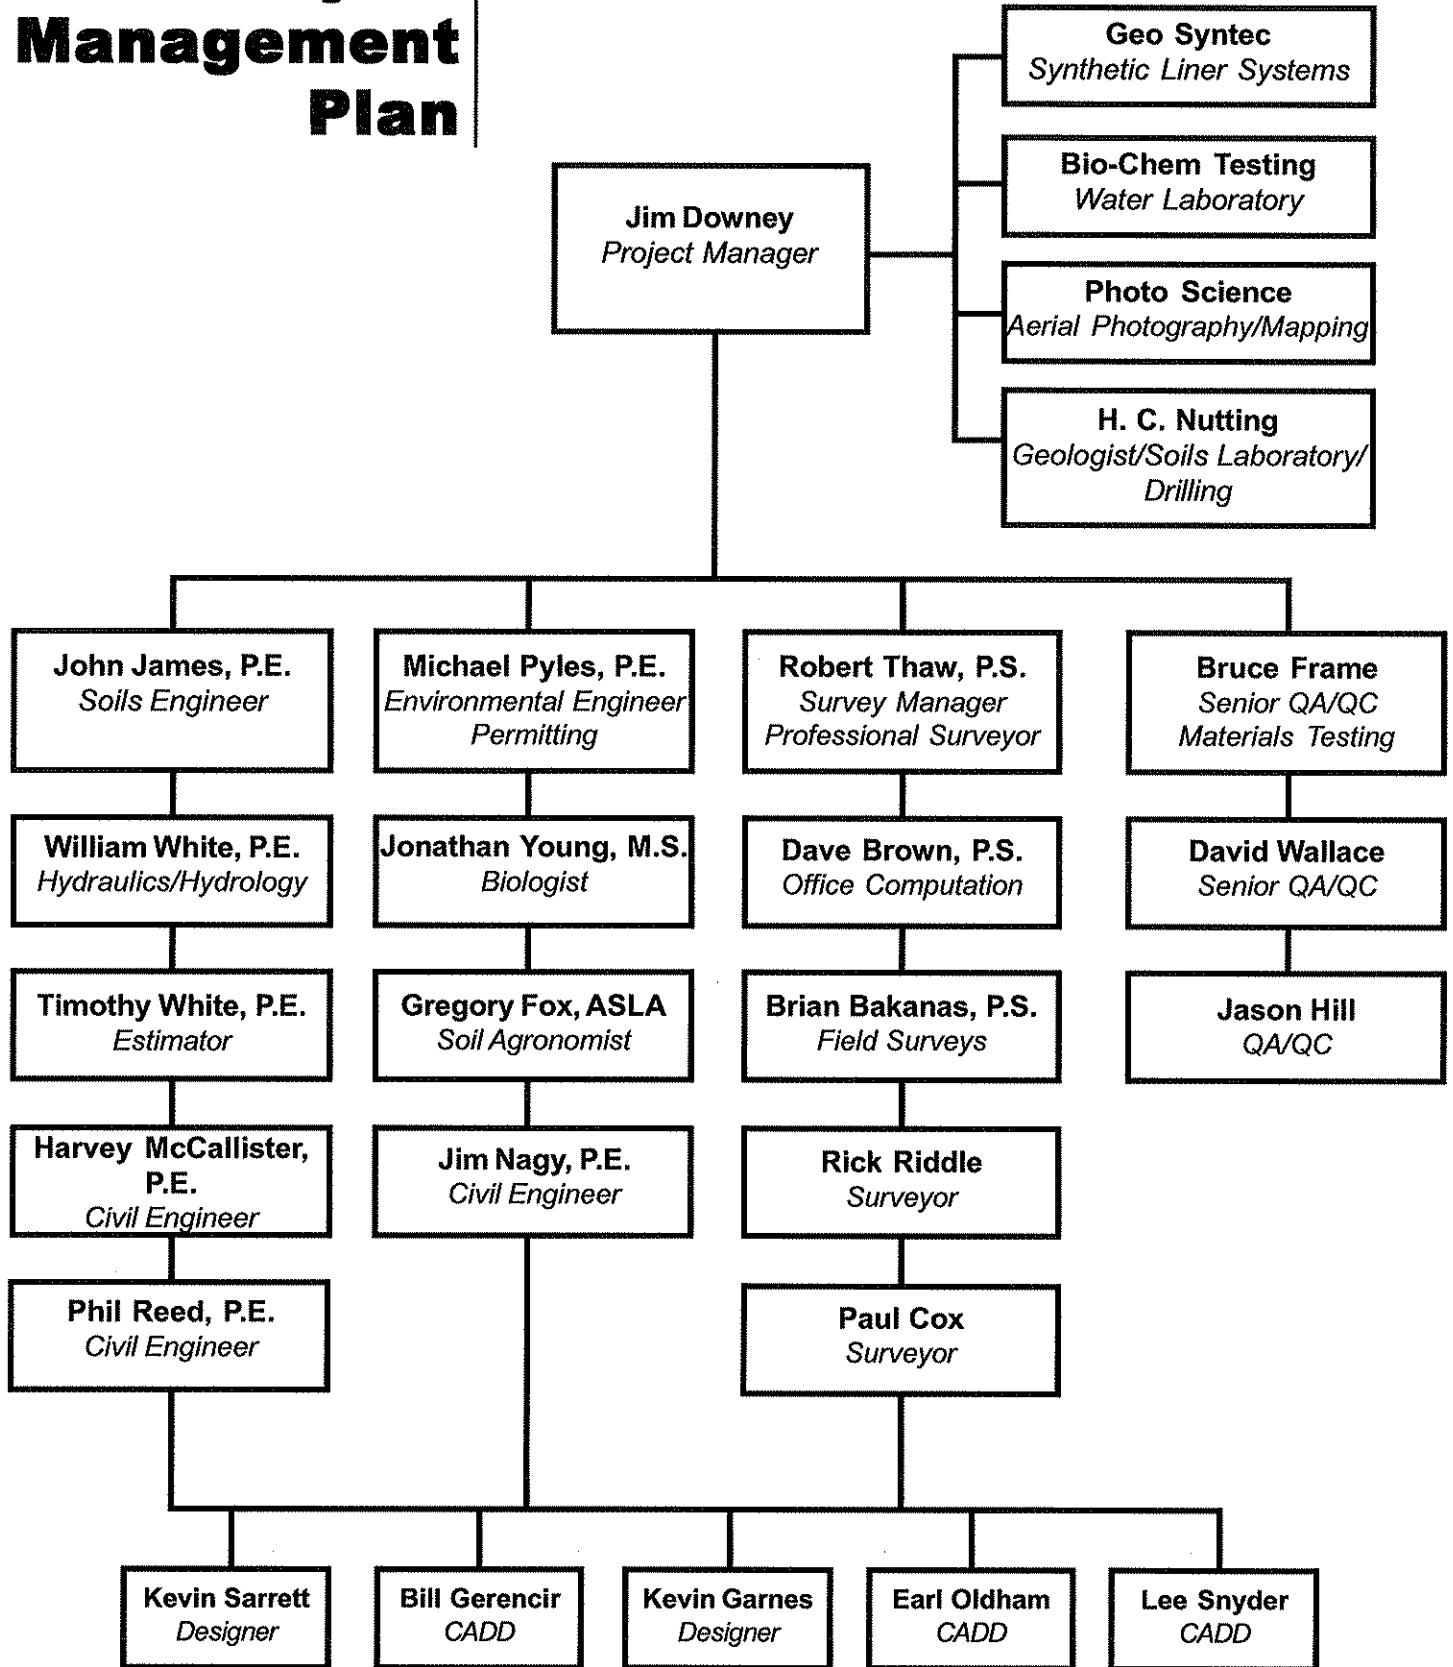 Management
Plan
Geo Syntec
Synthetic Liner Systems
Bio-Chem Testing
Water Laboratory
Jim Downey
Project Manager
Photo Science
Aerial Photography/Mapping
H. C. Nutting
Geologist/Soils Laboratory/
Drilling
John James, P.E.
Soils Engineer
Michael Pyles, P.E.
Environmental Engineer
Permitting
Robert Thaw, P.S.
Survey Manager
Professional Surveyor
Bruce Frame
Senior QA/QC
Materials Testing
William White, P.E.
Hydraulics/Hydrology
Jonathan Young, M.S.
Biologist
Dave Brown, P.S.
Office Computation
David Wallace
Senior QA/QC
Timothy White, P.E.
Estimator
Gregory Fox, ASLA
Soil Agronomist
Brian Bakanas, P.S.
Field Surveys
Jason Hill
QA/QC
Harvey McCallister,
P.E.
Civil Engineer
Jim Nagy, P.E.
Civil Engineer
Rick Riddle
Surveyor
Phil Reed, P.E.
Civil Engineer
Paul Cox
Surveyor
Kevin Sarrett
Designer
Bill Gerencir
CADD
Kevin Garnes
Designer
Earl Oldham
CADD
Lee Snyder
CADD